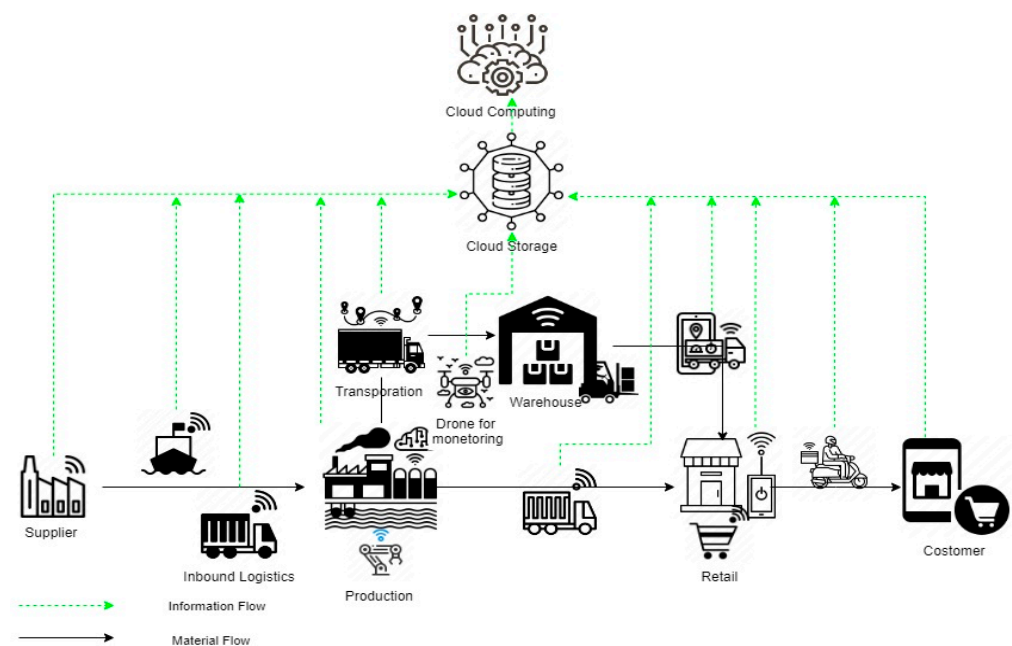 Cloud Computing
Cloud Storage
Transporation
Warehouse
Drone for
monetoring
Supplier
Inbound Logistics
Production
Retail
Costomer
Information Flow
Material Flow